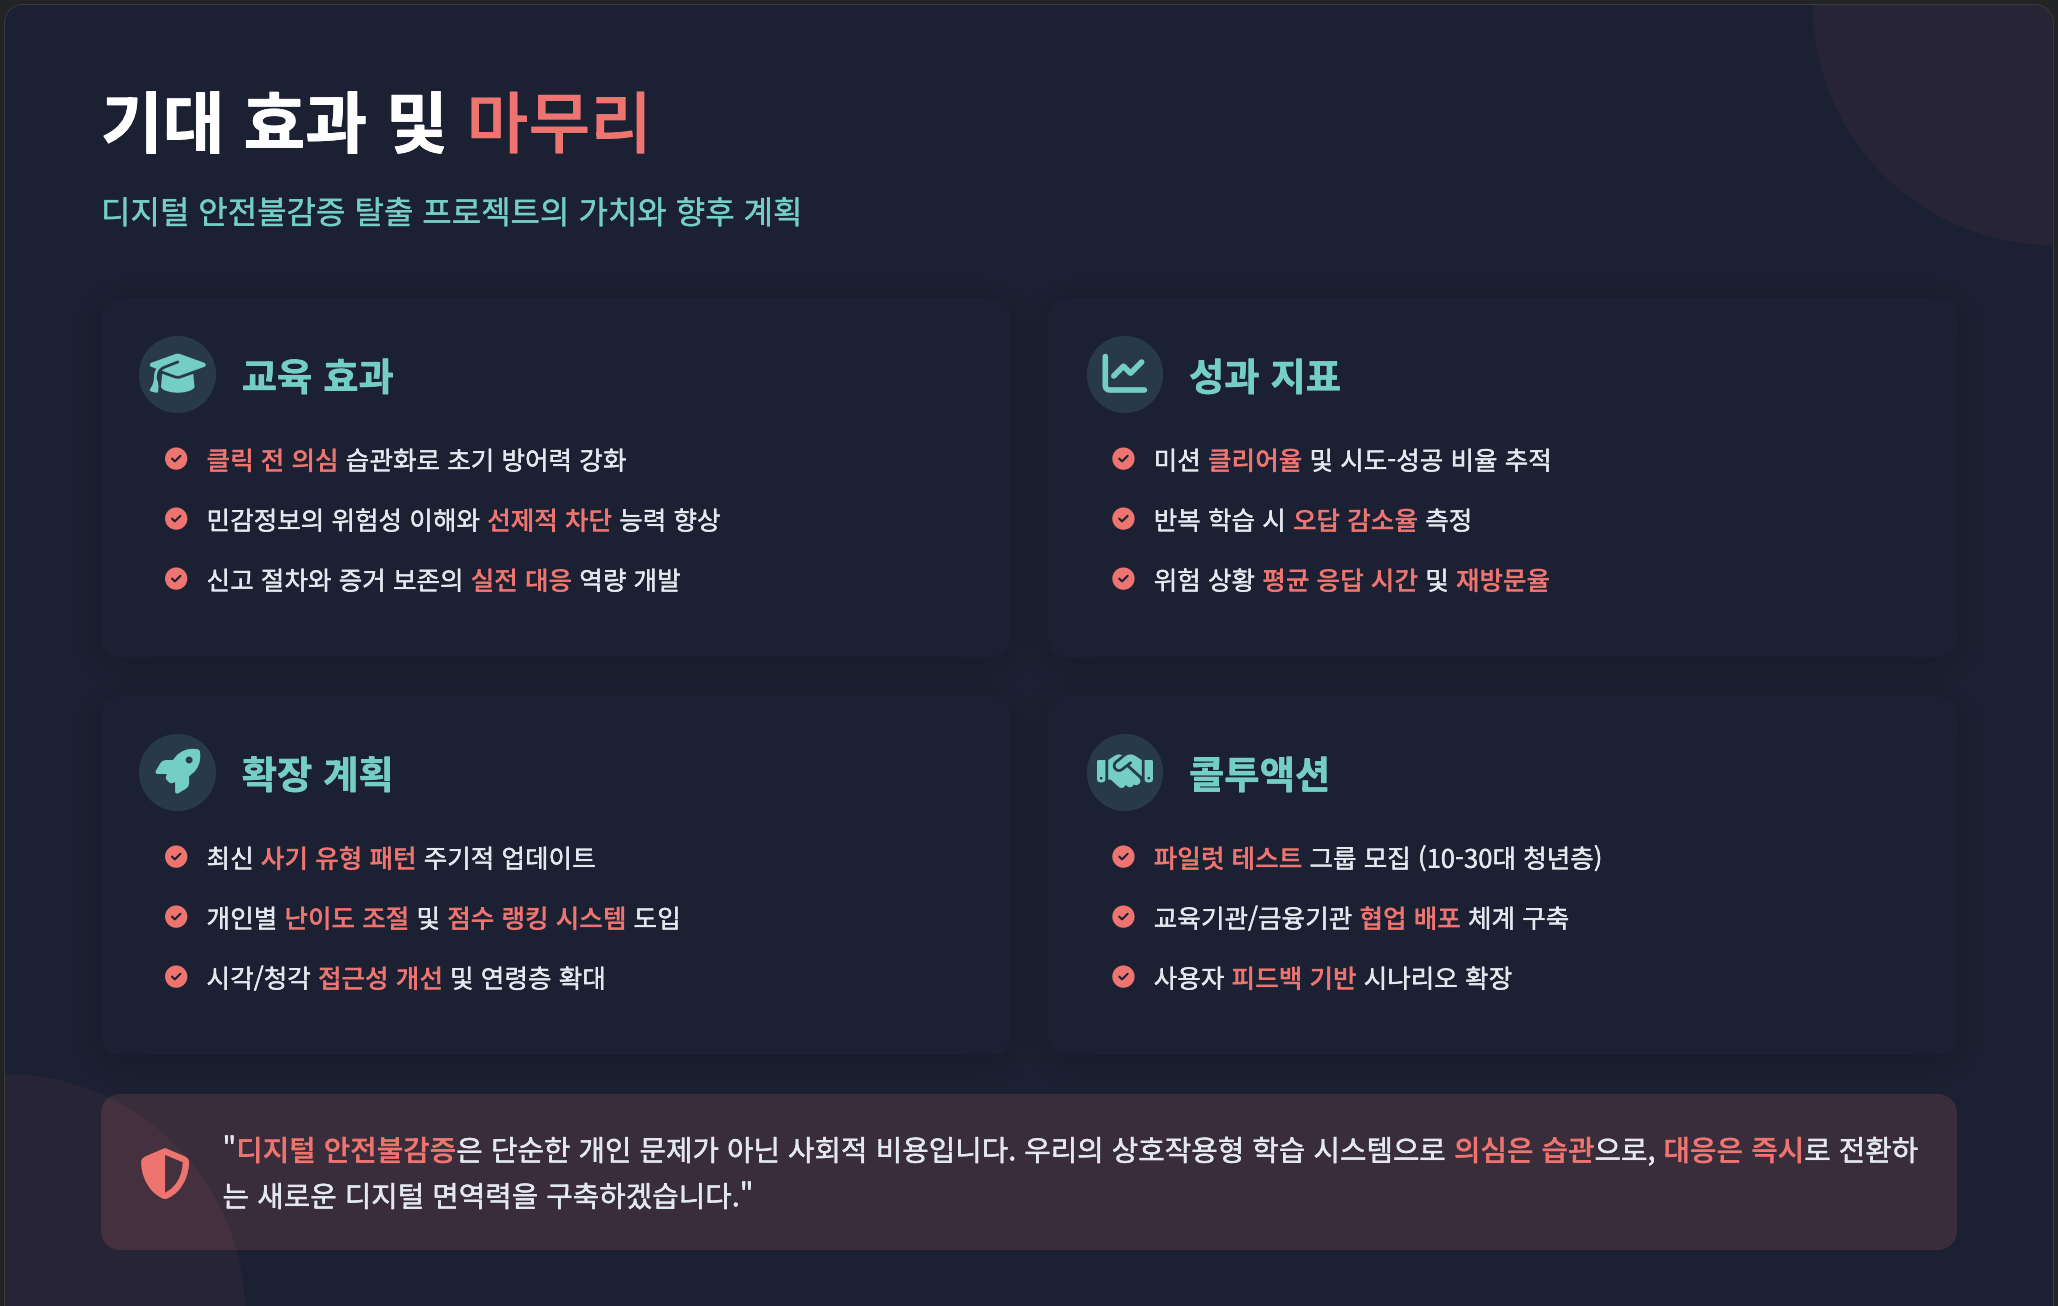 기대 효과 및 마무리
디지털 안전불감증 탈출 프로젝트의 가치와 향후 계획
교육 효과
클릭 전 의심 습관화로 초기 방어력 강화
민감정보의 위험성 이해와 선제적 차단 능력 향상
신고 절차와 증거 보존의 실전 대응 역량 개발
성과 지표
미션 클리어율 및 시도-성공 비율 추적
반복 학습 시 오답 감소율 측정
위험 상황 평균 응답 시간 및 재방문율
확장 계획
최신 사기 유형 패턴 주기적 업데이트
개인별 난이도 조절 및 점수 랭킹 시스템 도입
시각/청각 접근성 개선 및 연령층 확대
콜투액션
파일럿 테스트 그룹 모집 (10-30대 청년층)
교육기관/금융기관 협업 배포 체계 구축
사용자 피드백 기반 시나리오 확장
"디지털 안전불감증은 단순한 개인 문제가 아닌 사회적 비용입니다. 우리의 상호작용형 학습 시스템으로 의심은 습관으로, 대응은 즉시로 전환하
는 새로운 디지털 면역력을 구축하겠습니다."